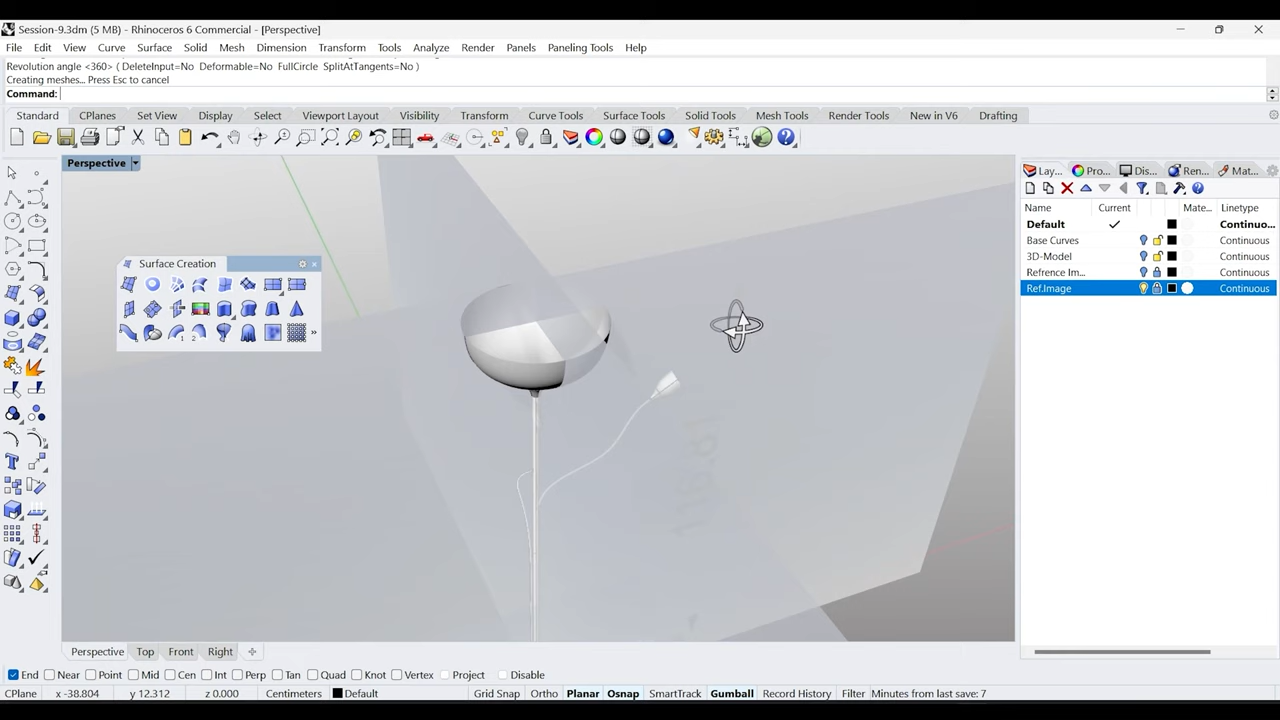 Session-9.3dm (5 MB) - Rhinoceros 6 Commercial - [Perspective]
File Edit View Curve Surface Solid Mesh Dimension Transform Tools Analyze Render Panels Paneling Tools Help
Revolution angle <360> ( DeleteInput=No Deformable=No FullCircle SplitAtTangents=No )
Creating meshes... Press Esc to cancel
Command:
Standard CPlanes Set View Display Select Viewport Layout Visibility Transform Curve Tools Surface Tools Solid Tools Mesh Tools Render Tools New in V6 Drafting
Perspective
Lay... Pro... Dis... Ren... Mat...
Name Current Mate... Linetype
Default Continuo...
Base Curves Continuous
3D-Model Continuous
Refrence Im... Continuous
Ref.Image Continuous
Surface Creation
Perspective Top Front Right
End Near Point Mid Cen Int Perp Tan Quad Knot Vertex Project Disable
CPlane x -38.804 y 12.312 z 0.000 Centimeters Default Grid Snap Ortho Planar Osnap SmartTrack Gumball Record History Filter Minutes from last save: 7